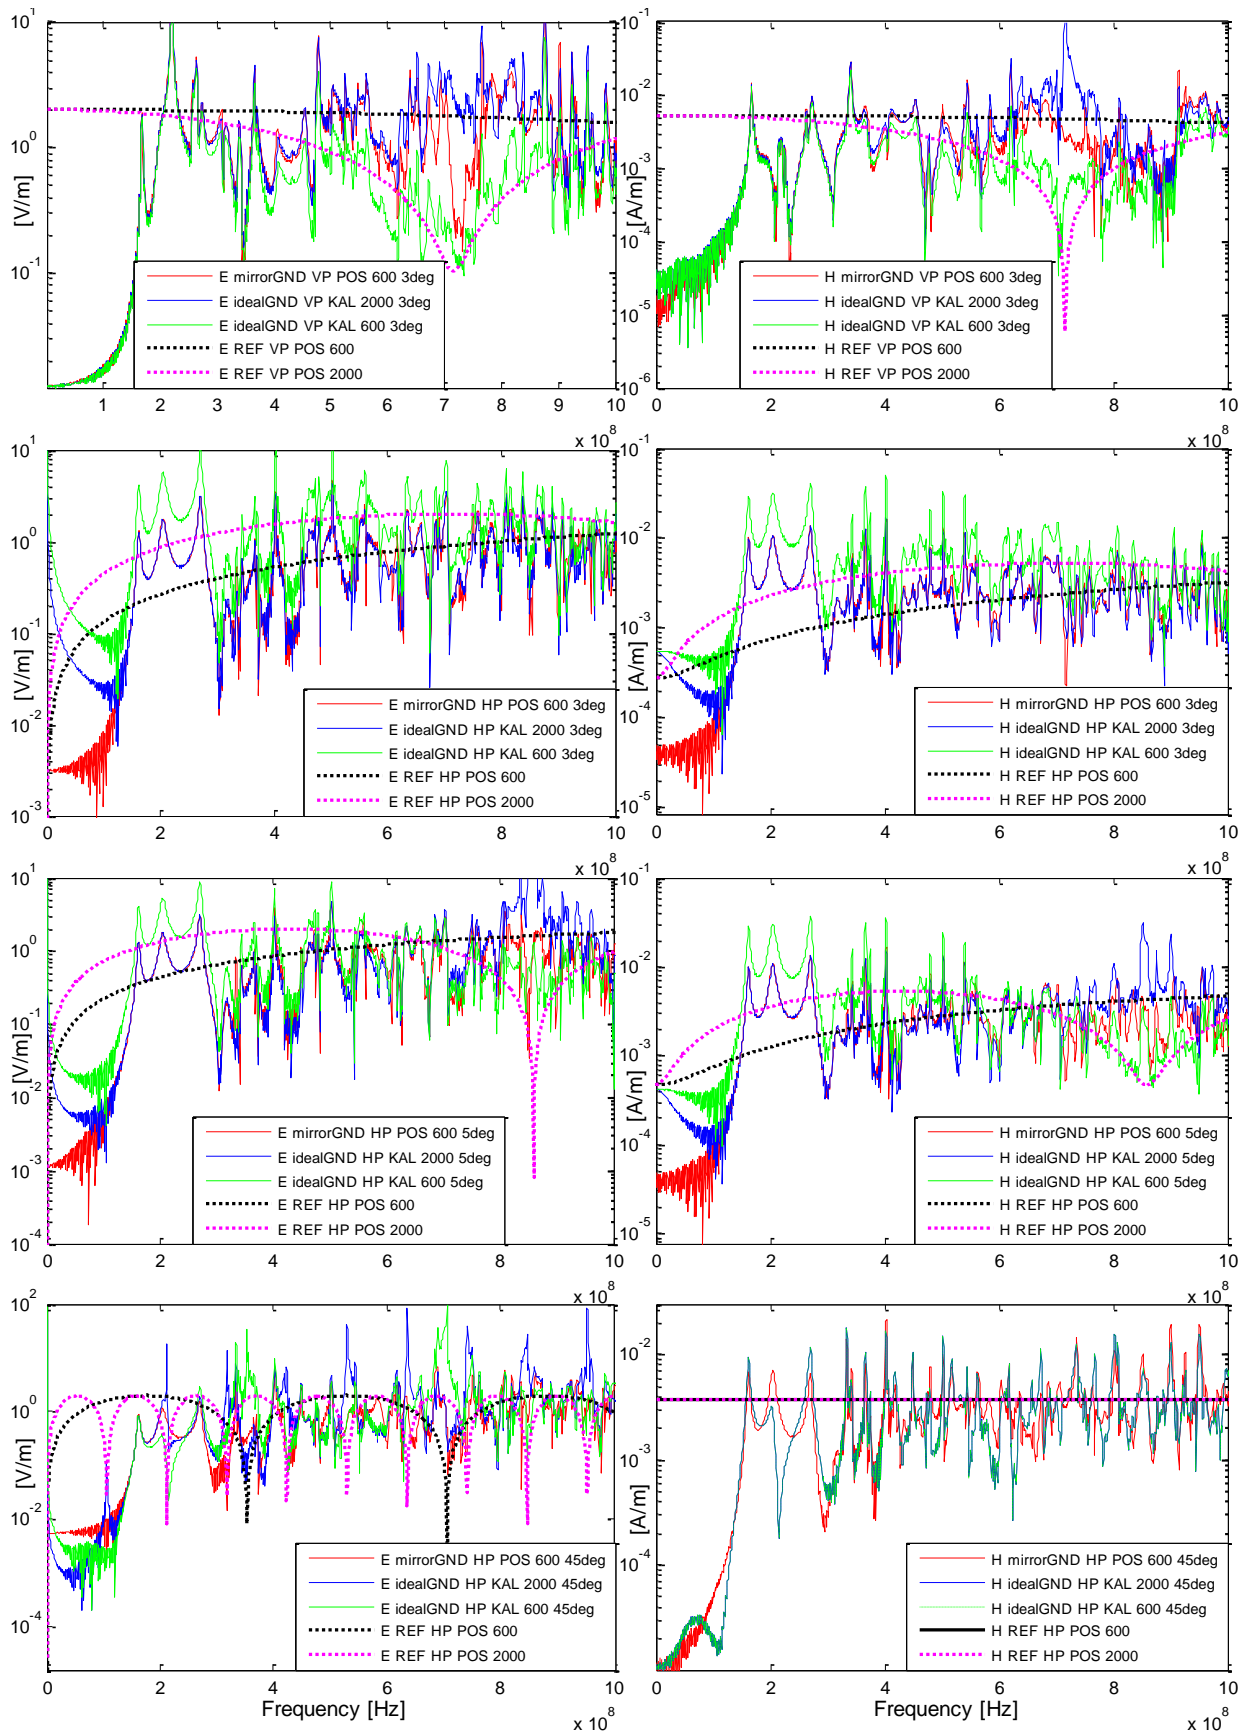 10^1
10^0
10^-1
[V/m]
E mirrorGND VP POS 600 3deg
E idealGND VP KAL 2000 3deg
E idealGND VP KAL 600 3deg
E REF VP POS 600
E REF VP POS 2000
1 2 3 4 5 6 7 8 9 10
x 10^8
10^-1
10^-2
10^-3
10^-4
10^-5
10^-6
[A/m]
H mirrorGND VP POS 600 3deg
H idealGND VP KAL 2000 3deg
H idealGND VP KAL 600 3deg
H REF VP POS 600
H REF VP POS 2000
0 2 4 6 8 10
x 10^8
10^1
10^0
10^-1
10^-2
10^-3
[V/m]
E mirrorGND HP POS 600 3deg
E idealGND HP KAL 2000 3deg
E idealGND HP KAL 600 3deg
E REF HP POS 600
E REF HP POS 2000
0 2 4 6 8 10
x 10^8
10^-1
10^-2
10^-3
10^-4
10^-5
[A/m]
H mirrorGND HP POS 600 3deg
H idealGND HP KAL 2000 3deg
H idealGND HP KAL 600 3deg
H REF HP POS 600
H REF HP POS 2000
0 2 4 6 8 10
x 10^8
10^1
10^0
10^-1
10^-2
10^-3
10^-4
[V/m]
E mirrorGND HP POS 600 5deg
E idealGND HP KAL 2000 5deg
E idealGND HP KAL 600 5deg
E REF HP POS 600
E REF HP POS 2000
0 2 4 6 8 10
x 10^8
10^-1
10^-2
10^-3
10^-4
10^-5
[A/m]
H mirrorGND HP POS 600 5deg
H idealGND HP KAL 2000 5deg
H idealGND HP KAL 600 5deg
H REF HP POS 600
H REF HP POS 2000
0 2 4 6 8 10
x 10^8
10^2
10^0
10^-2
10^-4
[V/m]
E mirrorGND HP POS 600 45deg
E idealGND HP KAL 2000 45deg
E idealGND HP KAL 600 45deg
E REF HP POS 600
E REF HP POS 2000
0 2 4 6 8 10
Frequency [Hz]
x 10^8
10^-2
10^-3
10^-4
[A/m]
H mirrorGND HP POS 600 45deg
H idealGND HP KAL 2000 45deg
H idealGND HP KAL 600 45deg
H REF HP POS 600
H REF HP POS 2000
0 2 4 6 8 10
Frequency [Hz]
x 10^8